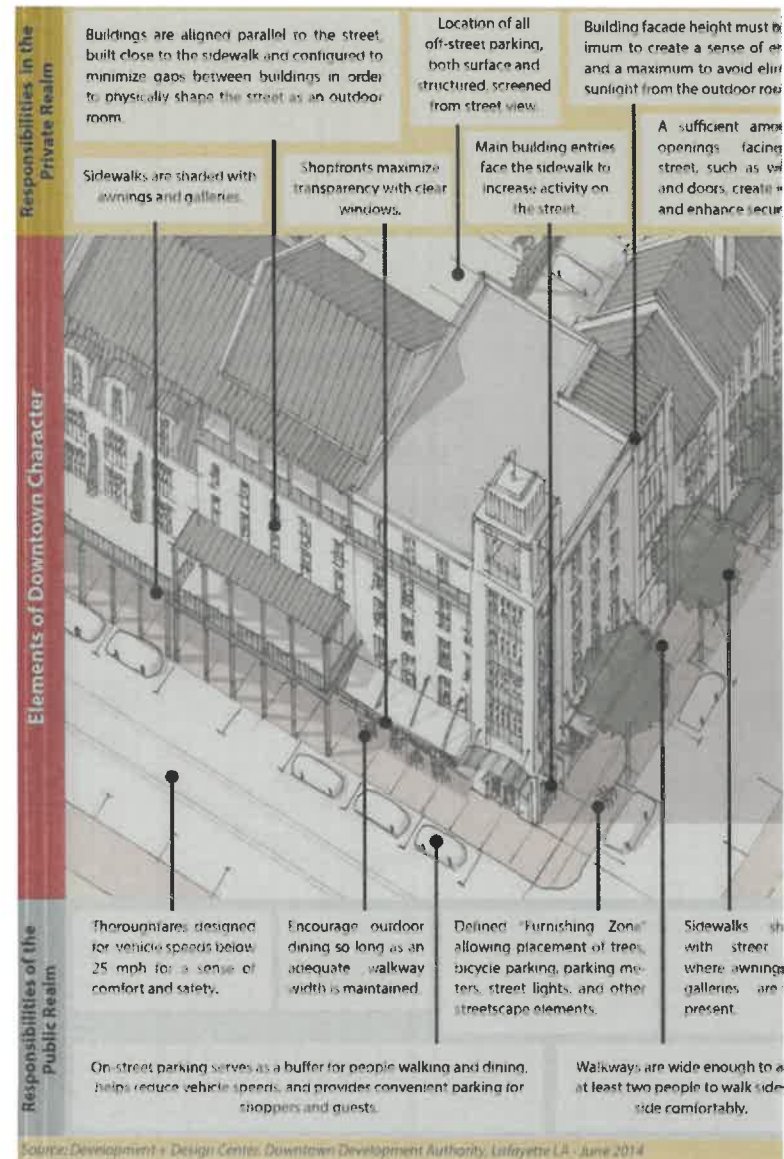 Responsibilities in the
Private Realm
Buildings are aligned parallel to the street,
built close to the sidewalk and configured to
minimize gaps between buildings in order
to physically shape the street as an outdoor
room.
Location of all
off-street parking,
both surface and
structured, screened
from street view.
Building facade height must
imum to create a sense of
and a maximum to avoid
sunlight from the outdoor
Sidewalks are shaded with
awnings and galleries.
Shopfronts maximize
transparency with clear
windows.
Main building entries
face the sidewalk to
increase activity on
the street.
A sufficient
openings facing
street, such as
and doors, create
and enhance
Elements of Downtown Character
Responsibilities of the
Public Realm
Thoroughfares designed
for vehicle speeds below
25 mph for a sense of
comfort and safety.
Encourage outdoor
dining so long as an
adequate walkway
width is maintained.
Defined "Furnishing Zone"
allowing placement of trees,
bicycle parking, parking me-
ters, street lights, and other
streetscape elements.
Sidewalks
with street
where awnings
galleries are
present.
On-street parking serves as a buffer for people walking and dining,
helps reduce vehicle speeds, and provides convenient parking for
shoppers and guests.
Walkways are wide enough to
at least two people to walk
side comfortably.
Source: Development + Design Center, Downtown Development Authority, Lafayette LA - June 2014